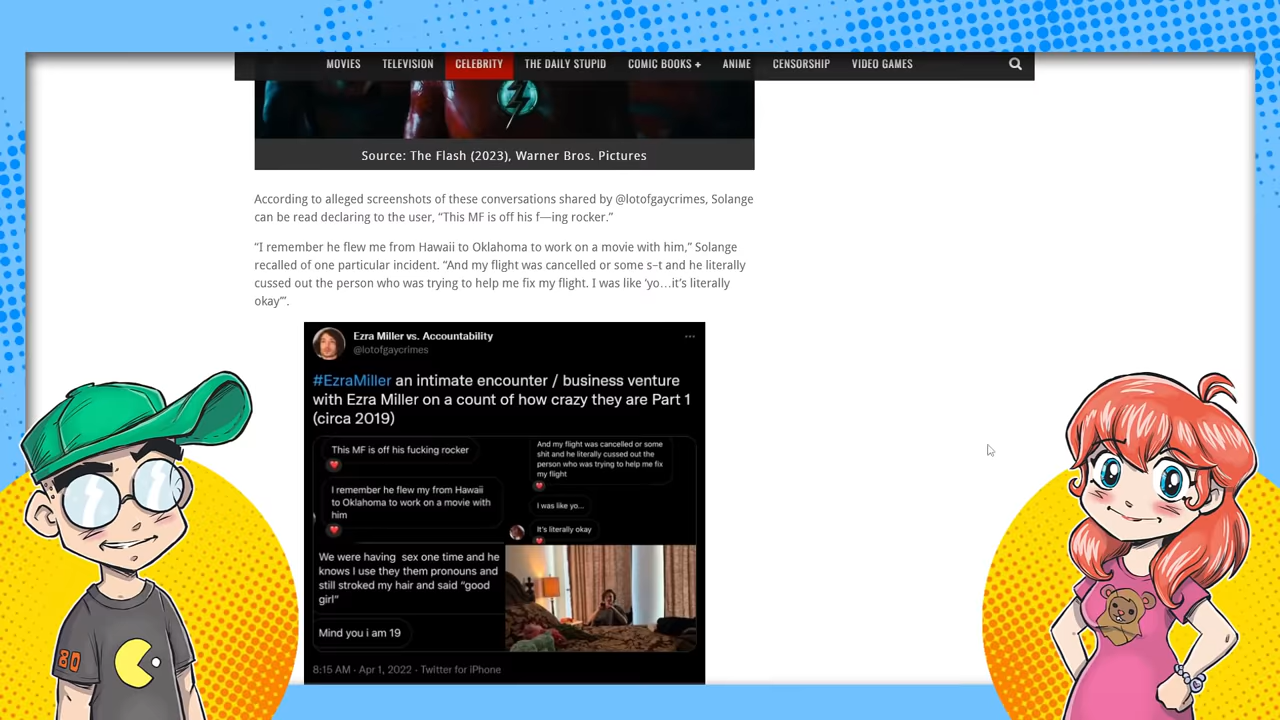 MOVIES TELEVISION CELEBRITY THE DAILY STUPID COMIC BOOKS + ANIME CENSORSHIP VIDEO GAMES
Source: The Flash (2023), Warner Bros. Pictures
According to alleged screenshots of these conversations shared by @lotofgaycrimes, Solange
can be read declaring to the user, “This MF is off his f—ing rocker.”
“I remember he flew me from Hawaii to Oklahoma to work on a movie with him,” Solange
recalled of one particular incident. “And my flight was cancelled or some s–t and he literally
cussed out the person who was trying to help me fix my flight. I was like ‘yo…it’s literally
okay’”.
Ezra Miller vs. Accountability
@lotofgaycrimes
#EzraMiller an intimate encounter / business venture
with Ezra Miller on a count of how crazy they are Part 1
(circa 2019)
This MF is off his fucking rocker
I remember he flew my from Hawaii
to Oklahoma to work on a movie with
him
And my flight was cancelled or some
shit and he literally cussed out the
person who was trying to help me fix
my flight
I was like yo...
It's literally okay
We were having sex one time and he
knows I use they them pronouns and
still stroked my hair and said “good
girl”
Mind you i am 19
8:15 AM · Apr 1, 2022 · Twitter for iPhone
80